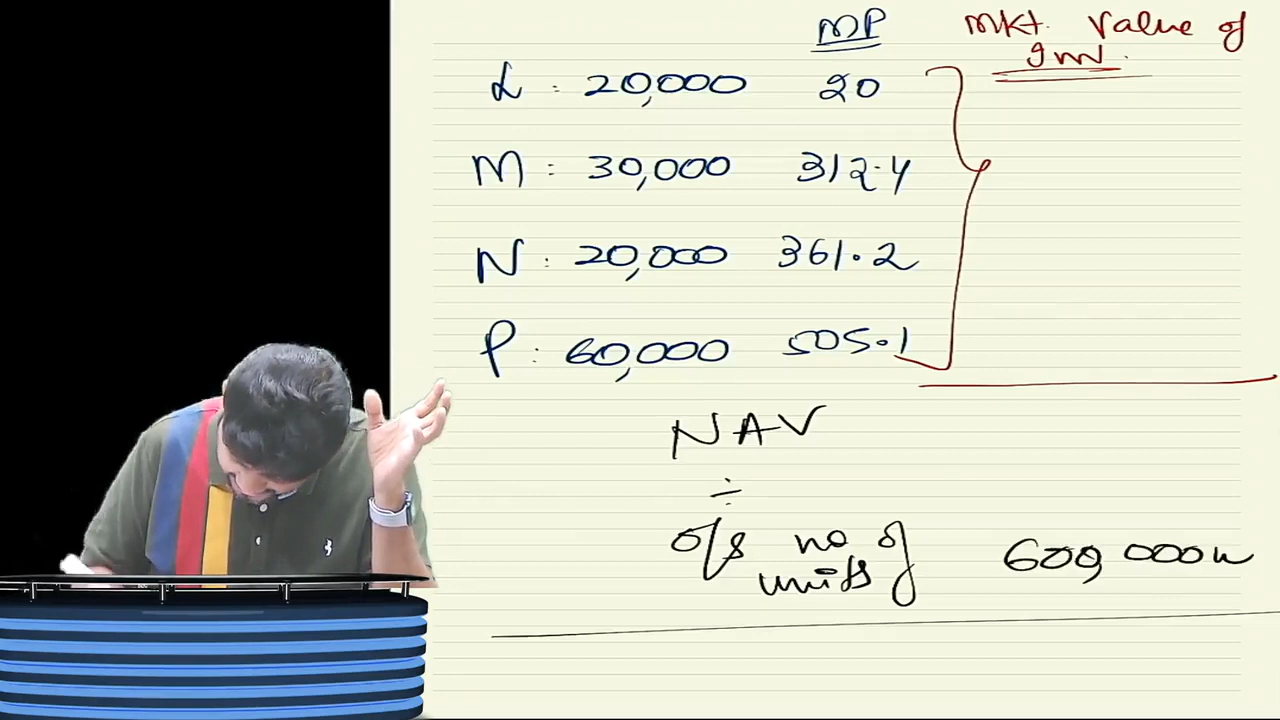 MP Mkt. Value of
Inv.
L : 20,000 20
M : 30,000 312.4
N : 20,000 361.2
P : 60,000 505.1
NAV
÷
o/s no of 600,000 u
units